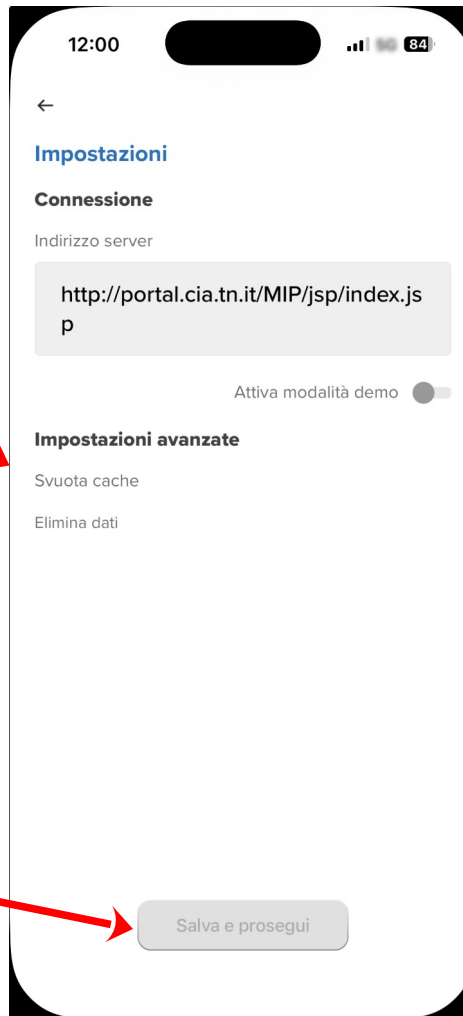 12:00
84
Impostazioni
Connessione
Indirizzo server
http://portal.cia.tn.it/MIP/jsp/index.js
p
Attiva modalità demo
Impostazioni avanzate
Svuota cache
Elimina dati
Salva e prosegui